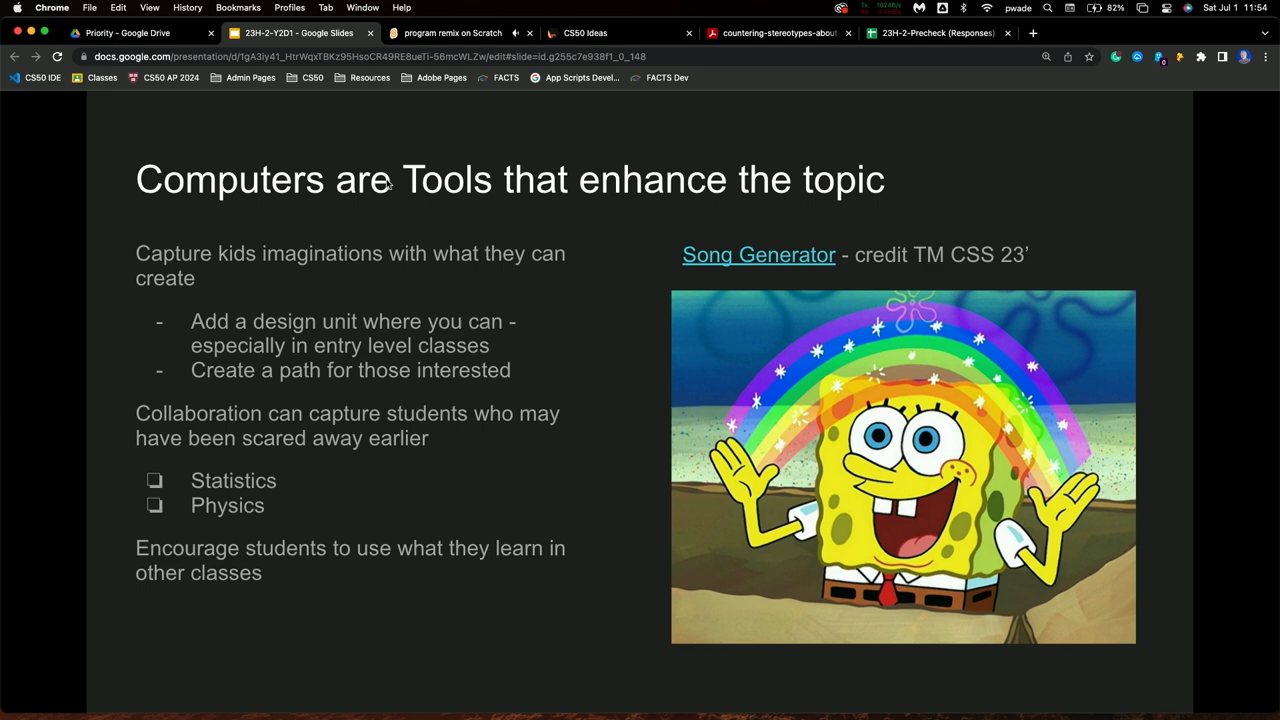 Chrome File Edit View History Bookmarks Profiles Tab Window Help pwade 82% Sat Jul 1 11:54
Priority - Google Drive 23H-2-Y2D1 - Google Slides program remix on Scratch CS50 Ideas countering-stereotypes-about 23H-2-Precheck (Responses)
docs.google.com/presentation/d/1gA3iy41_HtrWqxTBKz95HsoCR49RE8ueTi-56mcWLZw/edit#slide=id.g255c7e938f1_0_148
CS50 IDE Classes CS50 AP 2024 Admin Pages CS50 Resources Adobe Pages FACTS App Scripts Devel... FACTS Dev
Computers are Tools that enhance the topic
Capture kids imaginations with what they can
create
- Add a design unit where you can -
especially in entry level classes
- Create a path for those interested
Collaboration can capture students who may
have been scared away earlier
❏ Statistics
❏ Physics
Encourage students to use what they learn in
other classes
Song Generator - credit TM CSS 23’